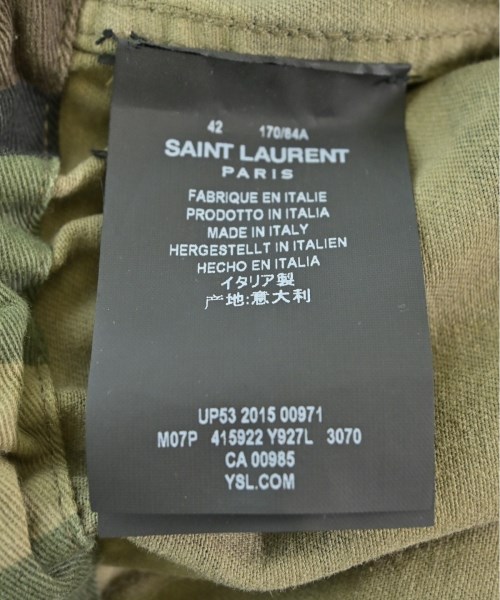 42 170/84A
SAINT LAURENT
PARIS
FABRIQUE EN ITALIE
PRODOTTO IN ITALIA
MADE IN ITALY
HERGESTELLT IN ITALIEN
HECHO EN ITALIA
イタリア製
产地:意大利
UP53 2015 00971
M07P 415922 Y927L 3070
CA 00985
YSL.COM